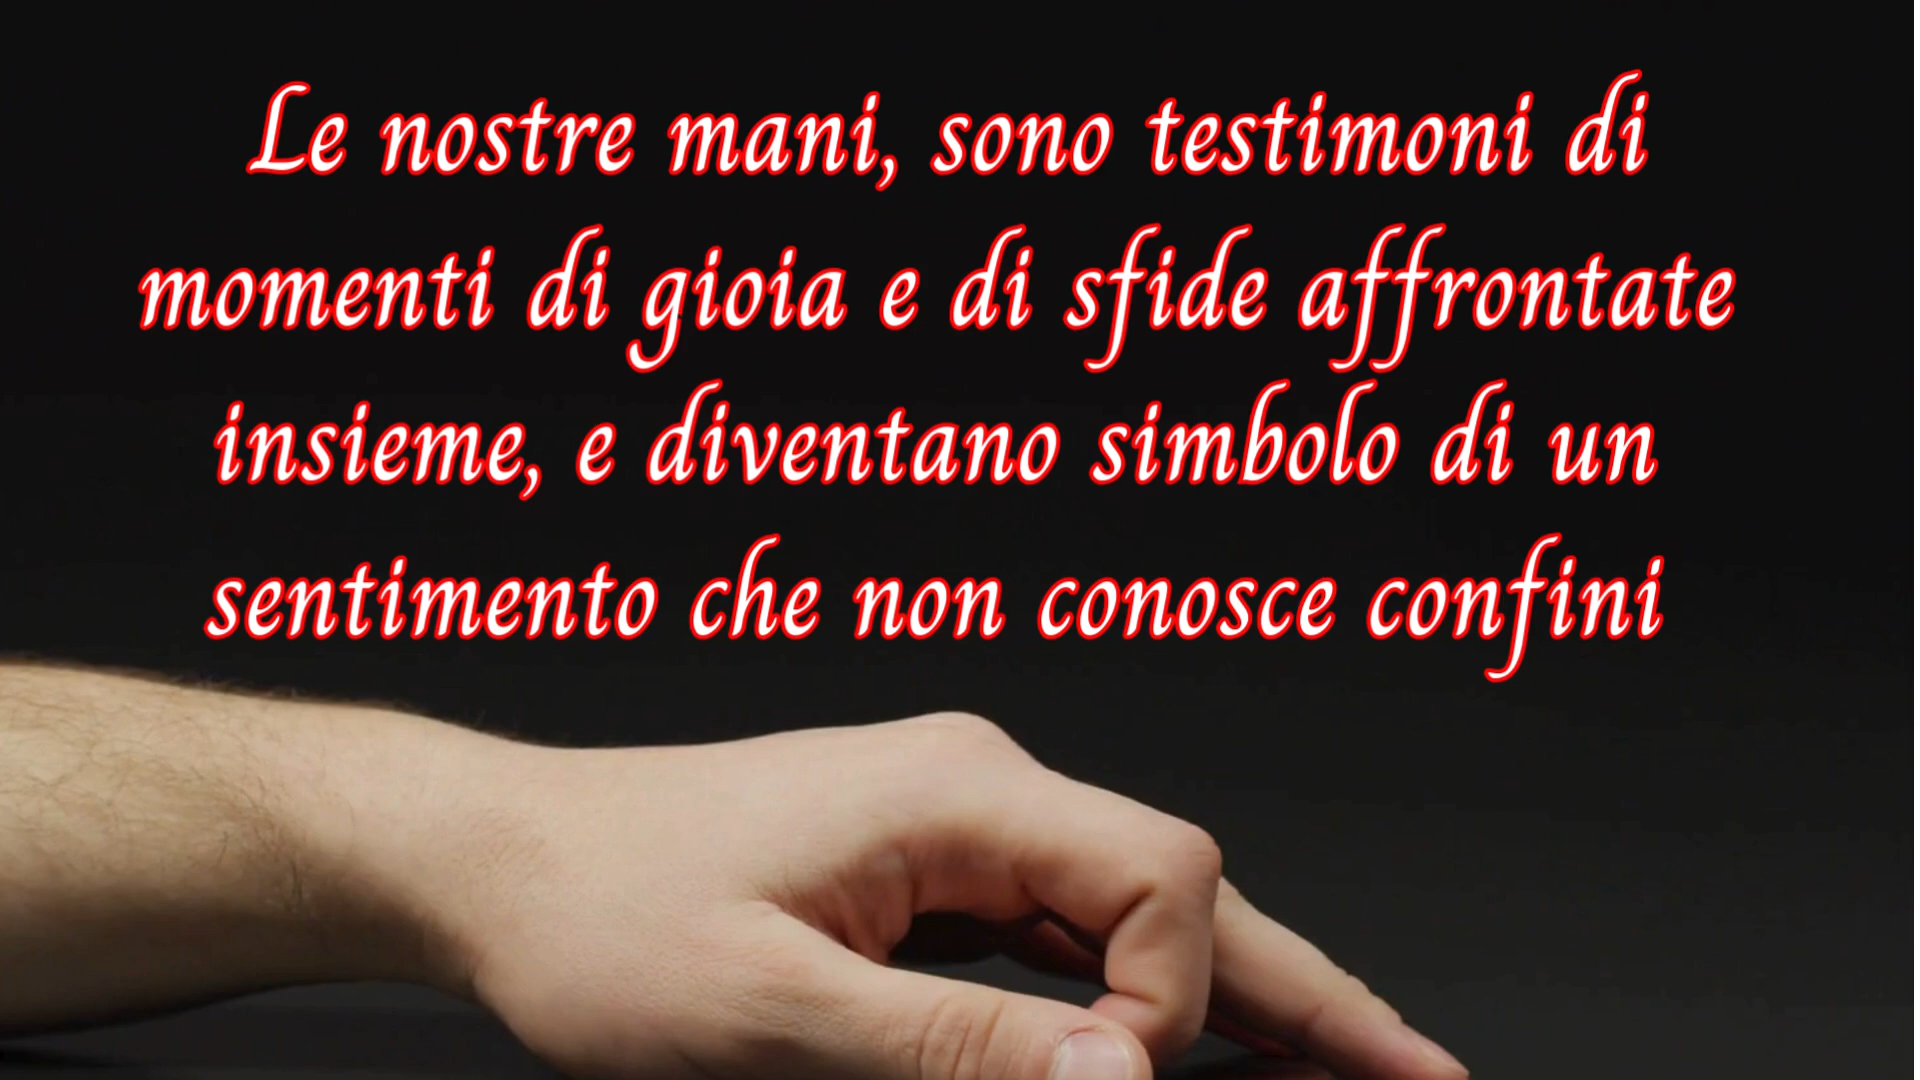 Le nostre mani, sono testimoni di
momenti di gioia e di sfide affrontate
insieme, e diventano simbolo di un
sentimento che non conosce confini